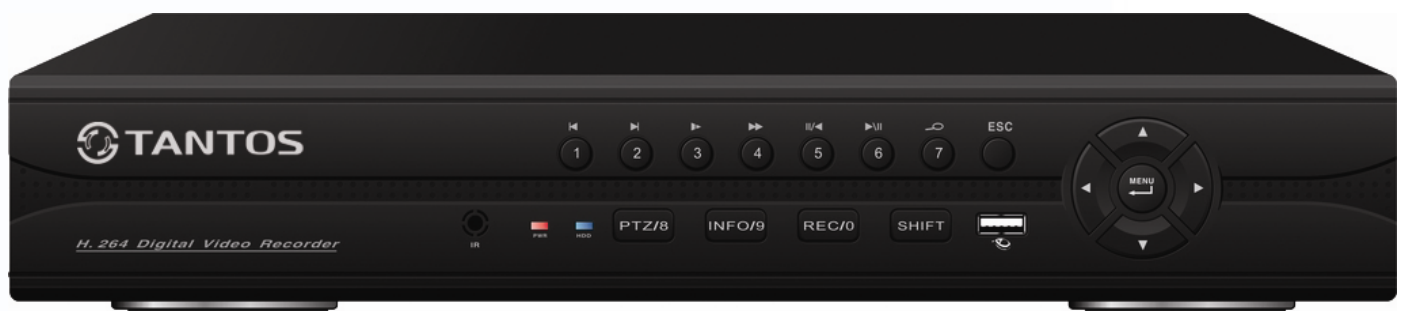 TANTOS
ESC
1 2 3 4 5 6 7
MENU
PTZ/8 INFO/9 REC/0 SHIFT
IR PWR HDD
H.264 Digital Video Recorder